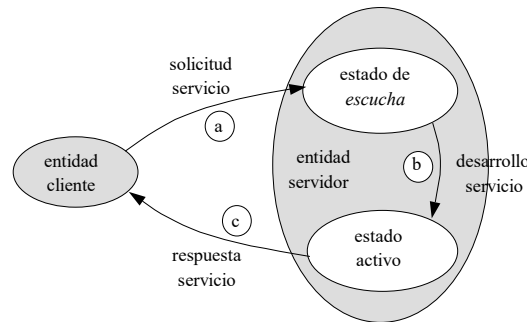 solicitud
servicio
a
estado de
escucha
entidad
cliente
entidad
servidor
b
desarrollo
servicio
c
respuesta
servicio
estado
activo